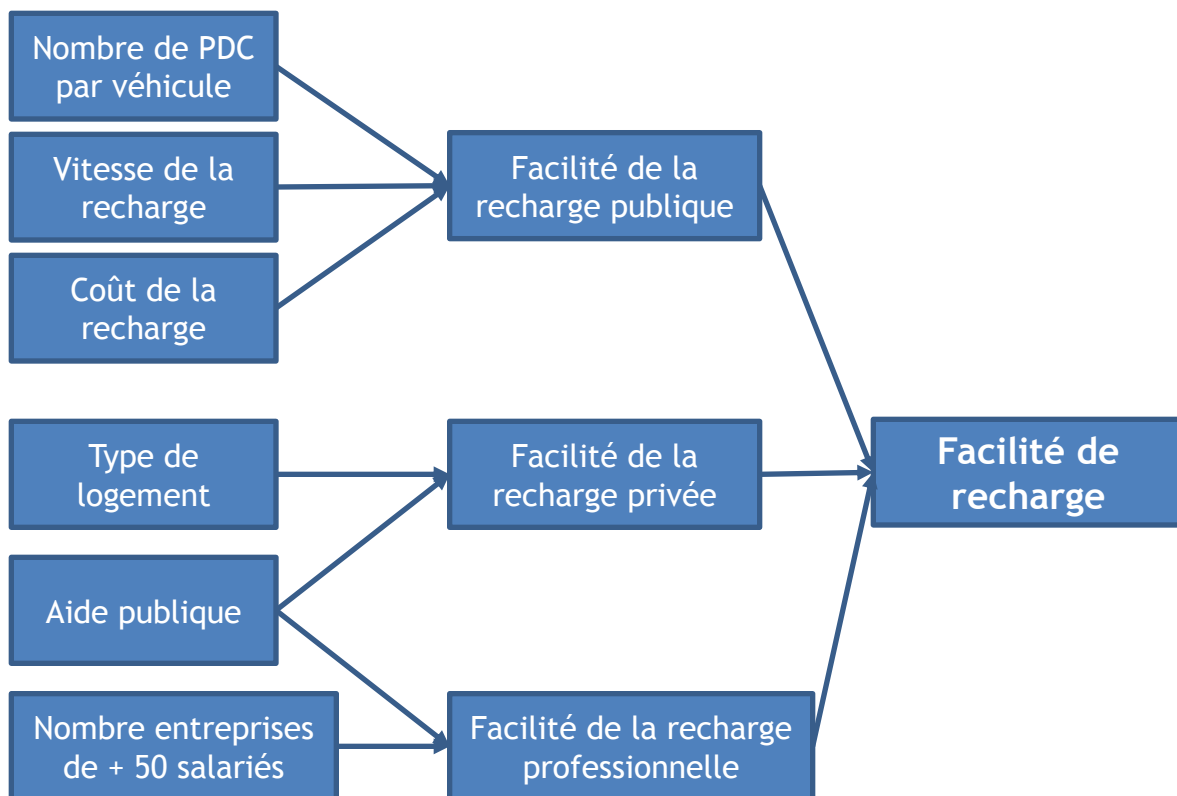 Nombre de PDC
par véhicule
Vitesse de la
recharge
Coût de la
recharge
Facilité de la
recharge publique
Type de
logement
Facilité de la
recharge privée
Facilité de
recharge
Aide publique
Nombre entreprises
de + 50 salariés
Facilité de la recharge
professionnelle